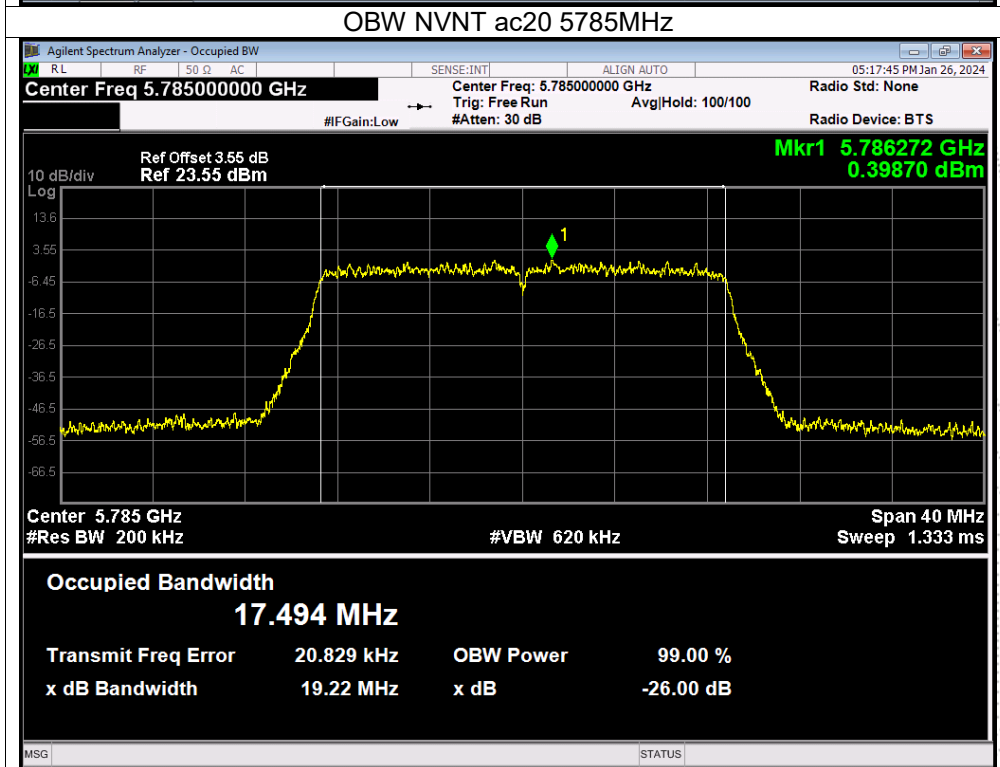 OBW NVNT ac20 5785MHz
Agilent Spectrum Analyzer - Occupied BW
LXI RL RF 50 Ω AC SENSE:INT ALIGN AUTO 05:17:45 PM Jan 26, 2024
Center Freq 5.785000000 GHz Center Freq: 5.785000000 GHz Radio Std: None
Trig: Free Run Avg|Hold: 100/100
#IFGain:Low #Atten: 30 dB Radio Device: BTS
Mkr1 5.786272 GHz
0.39870 dBm
Ref Offset 3.55 dB
10 dB/div Ref 23.55 dBm
Log
13.6
1
3.55
-6.45
-16.5
-26.5
-36.5
-46.5
-56.5
-66.5
Center 5.785 GHz Span 40 MHz
#Res BW 200 kHz #VBW 620 kHz Sweep 1.333 ms
Occupied Bandwidth
17.494 MHz
Transmit Freq Error 20.829 kHz OBW Power 99.00 %
x dB Bandwidth 19.22 MHz x dB -26.00 dB
MSG STATUS